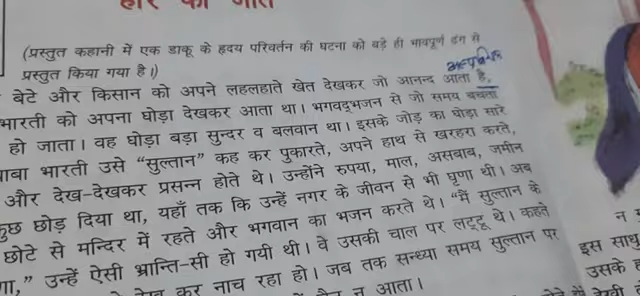 हार की जीत
(प्रस्तुत कहानी में एक डाकू के हृदय परिवर्तन की घटना को बड़े ही भावपूर्ण ढंग से
प्रस्तुत किया गया है।)
बेटे और किसान को अपने लहलहाते खेत देखकर जो आनन्द आता है,
भारती को अपना घोड़ा देखकर आता था। भगवद्भजन से जो समय बचता
हो जाता। वह घोड़ा बड़ा सुन्दर व बलवान था। इसके जोड़ का घोड़ा सारे
बाबा भारती उसे “सुल्तान” कह कर पुकारते, अपने हाथ से खरहरा करते,
और देख-देखकर प्रसन्न होते थे। उन्होंने रुपया, माल, असबाब, जमीन
कुछ छोड़ दिया था, यहाँ तक कि उन्हें नगर के जीवन से भी घृणा थी। अब
छोटे से मन्दिर में रहते और भगवान का भजन करते थे। “मैं सुल्तान के
गा,” उन्हें ऐसी भ्रान्ति-सी हो गयी थी। वे उसकी चाल पर लट्टू थे। कहते
कर नाच रहा हो। जब तक सन्ध्या समय सुल्तान पर
न आता।
न
इस साधु
उसके